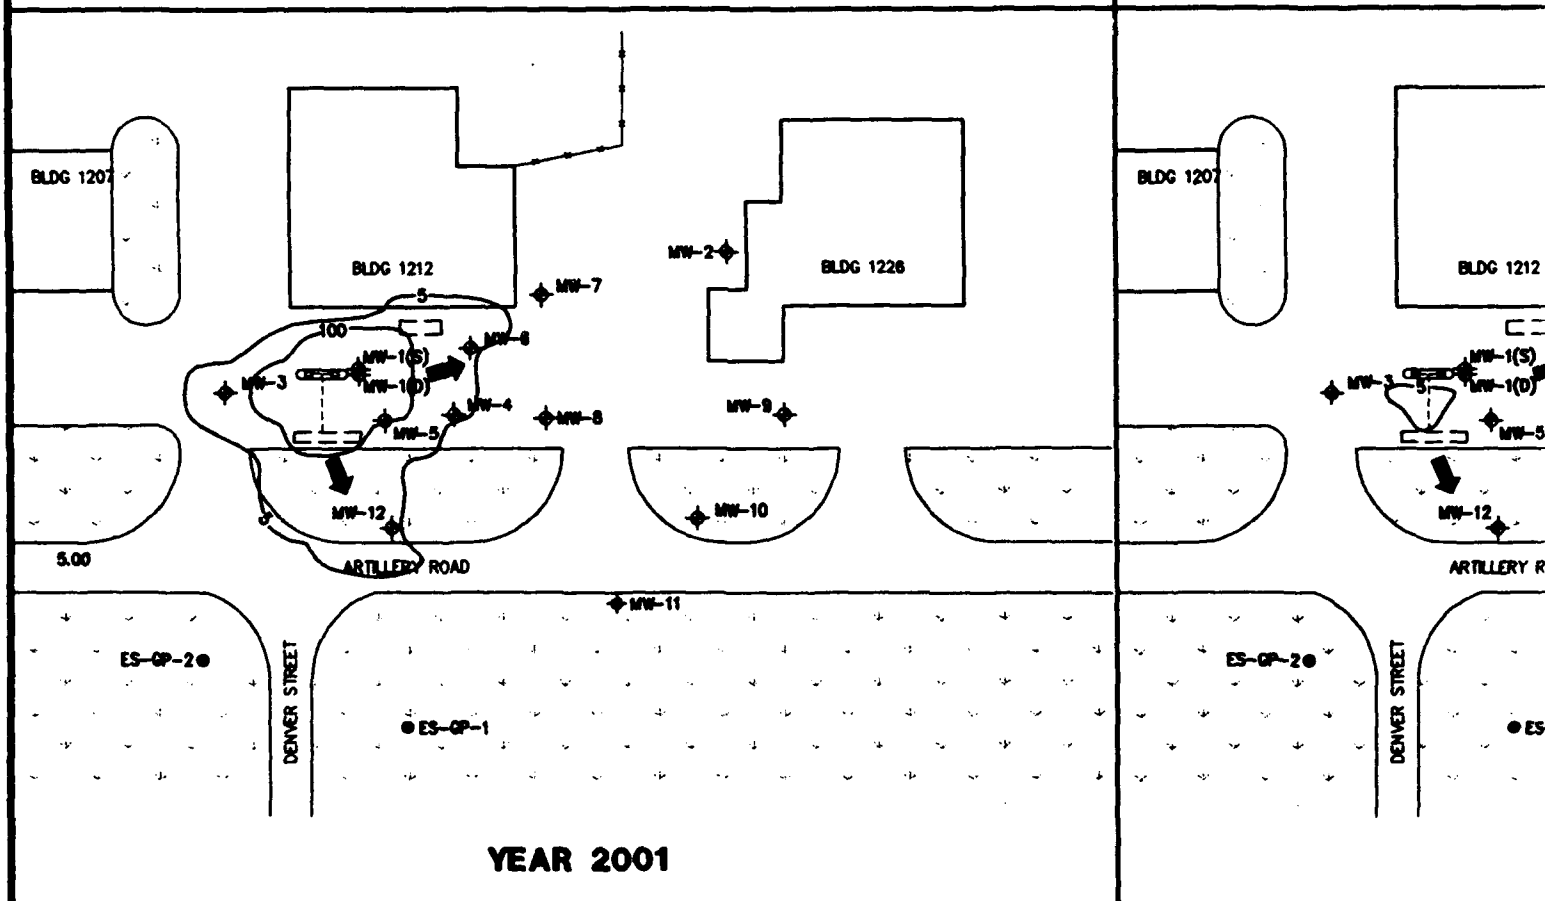 BLDG 1207
BLDG 1212
MW-7
MW-2
BLDG 1226
5
100
MW-6
MW-1(S)
MW-1(D)
MW-3
MW-4
MW-5
MW-8
MW-9
MW-12
MW-10
5
5.00
ARTILLERY ROAD
MW-11
ES-GP-2
ES-GP-1
DENVER STREET
YEAR 2001
BLDG 1207
BLDG 1212
MW-1(S)
MW-1(D)
MW-3
5
MW-5
MW-12
ARTILLERY R
ES-GP-2
ES
DENVER STREET